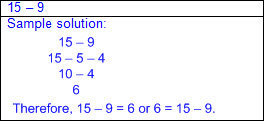 15 – 9
Sample solution:
15 – 9
15 – 5 – 4
10 – 4
6
Therefore, 15 – 9 = 6 or 6 = 15 – 9.